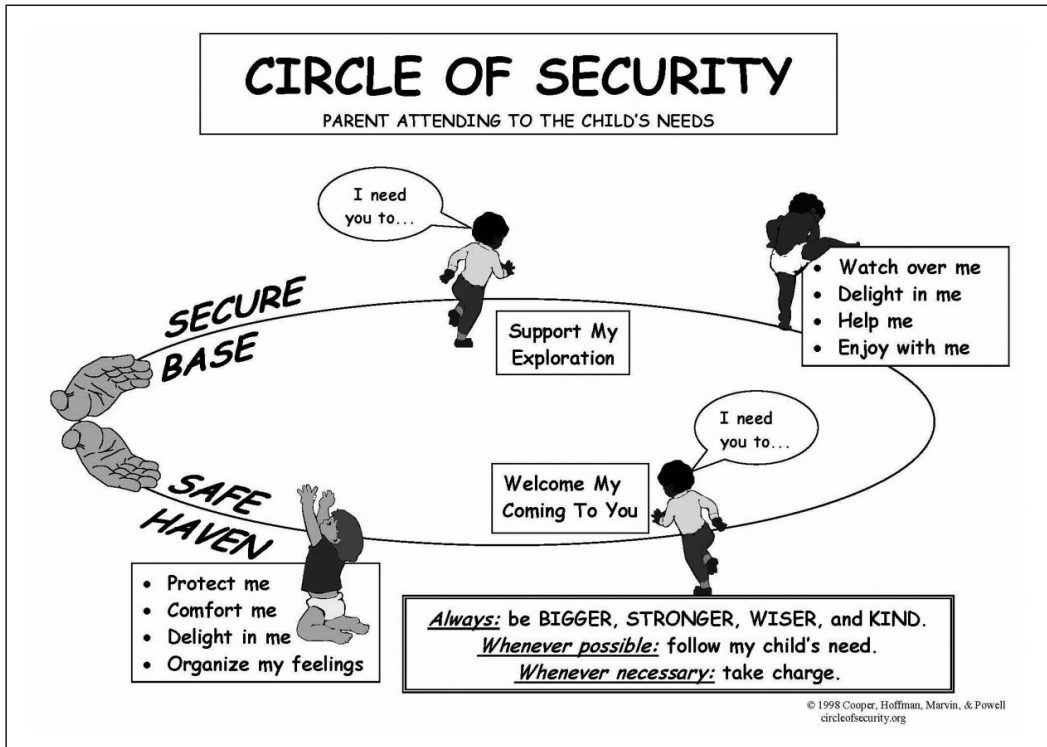 CIRCLE OF SECURITY
PARENT ATTENDING TO THE CHILD'S NEEDS
I need
you to...
SECURE
BASE
Support My
Exploration
• Watch over me
• Delight in me
• Help me
• Enjoy with me
I need
you to...
Welcome My
Coming To You
SAFE
HAVEN
• Protect me
• Comfort me
• Delight in me
• Organize my feelings
Always: be BIGGER, STRONGER, WISER, and KIND.
Whenever possible: follow my child's need.
Whenever necessary: take charge.
© 1998 Cooper, Hoffman, Marvin, & Powell
circleofsecurity.org